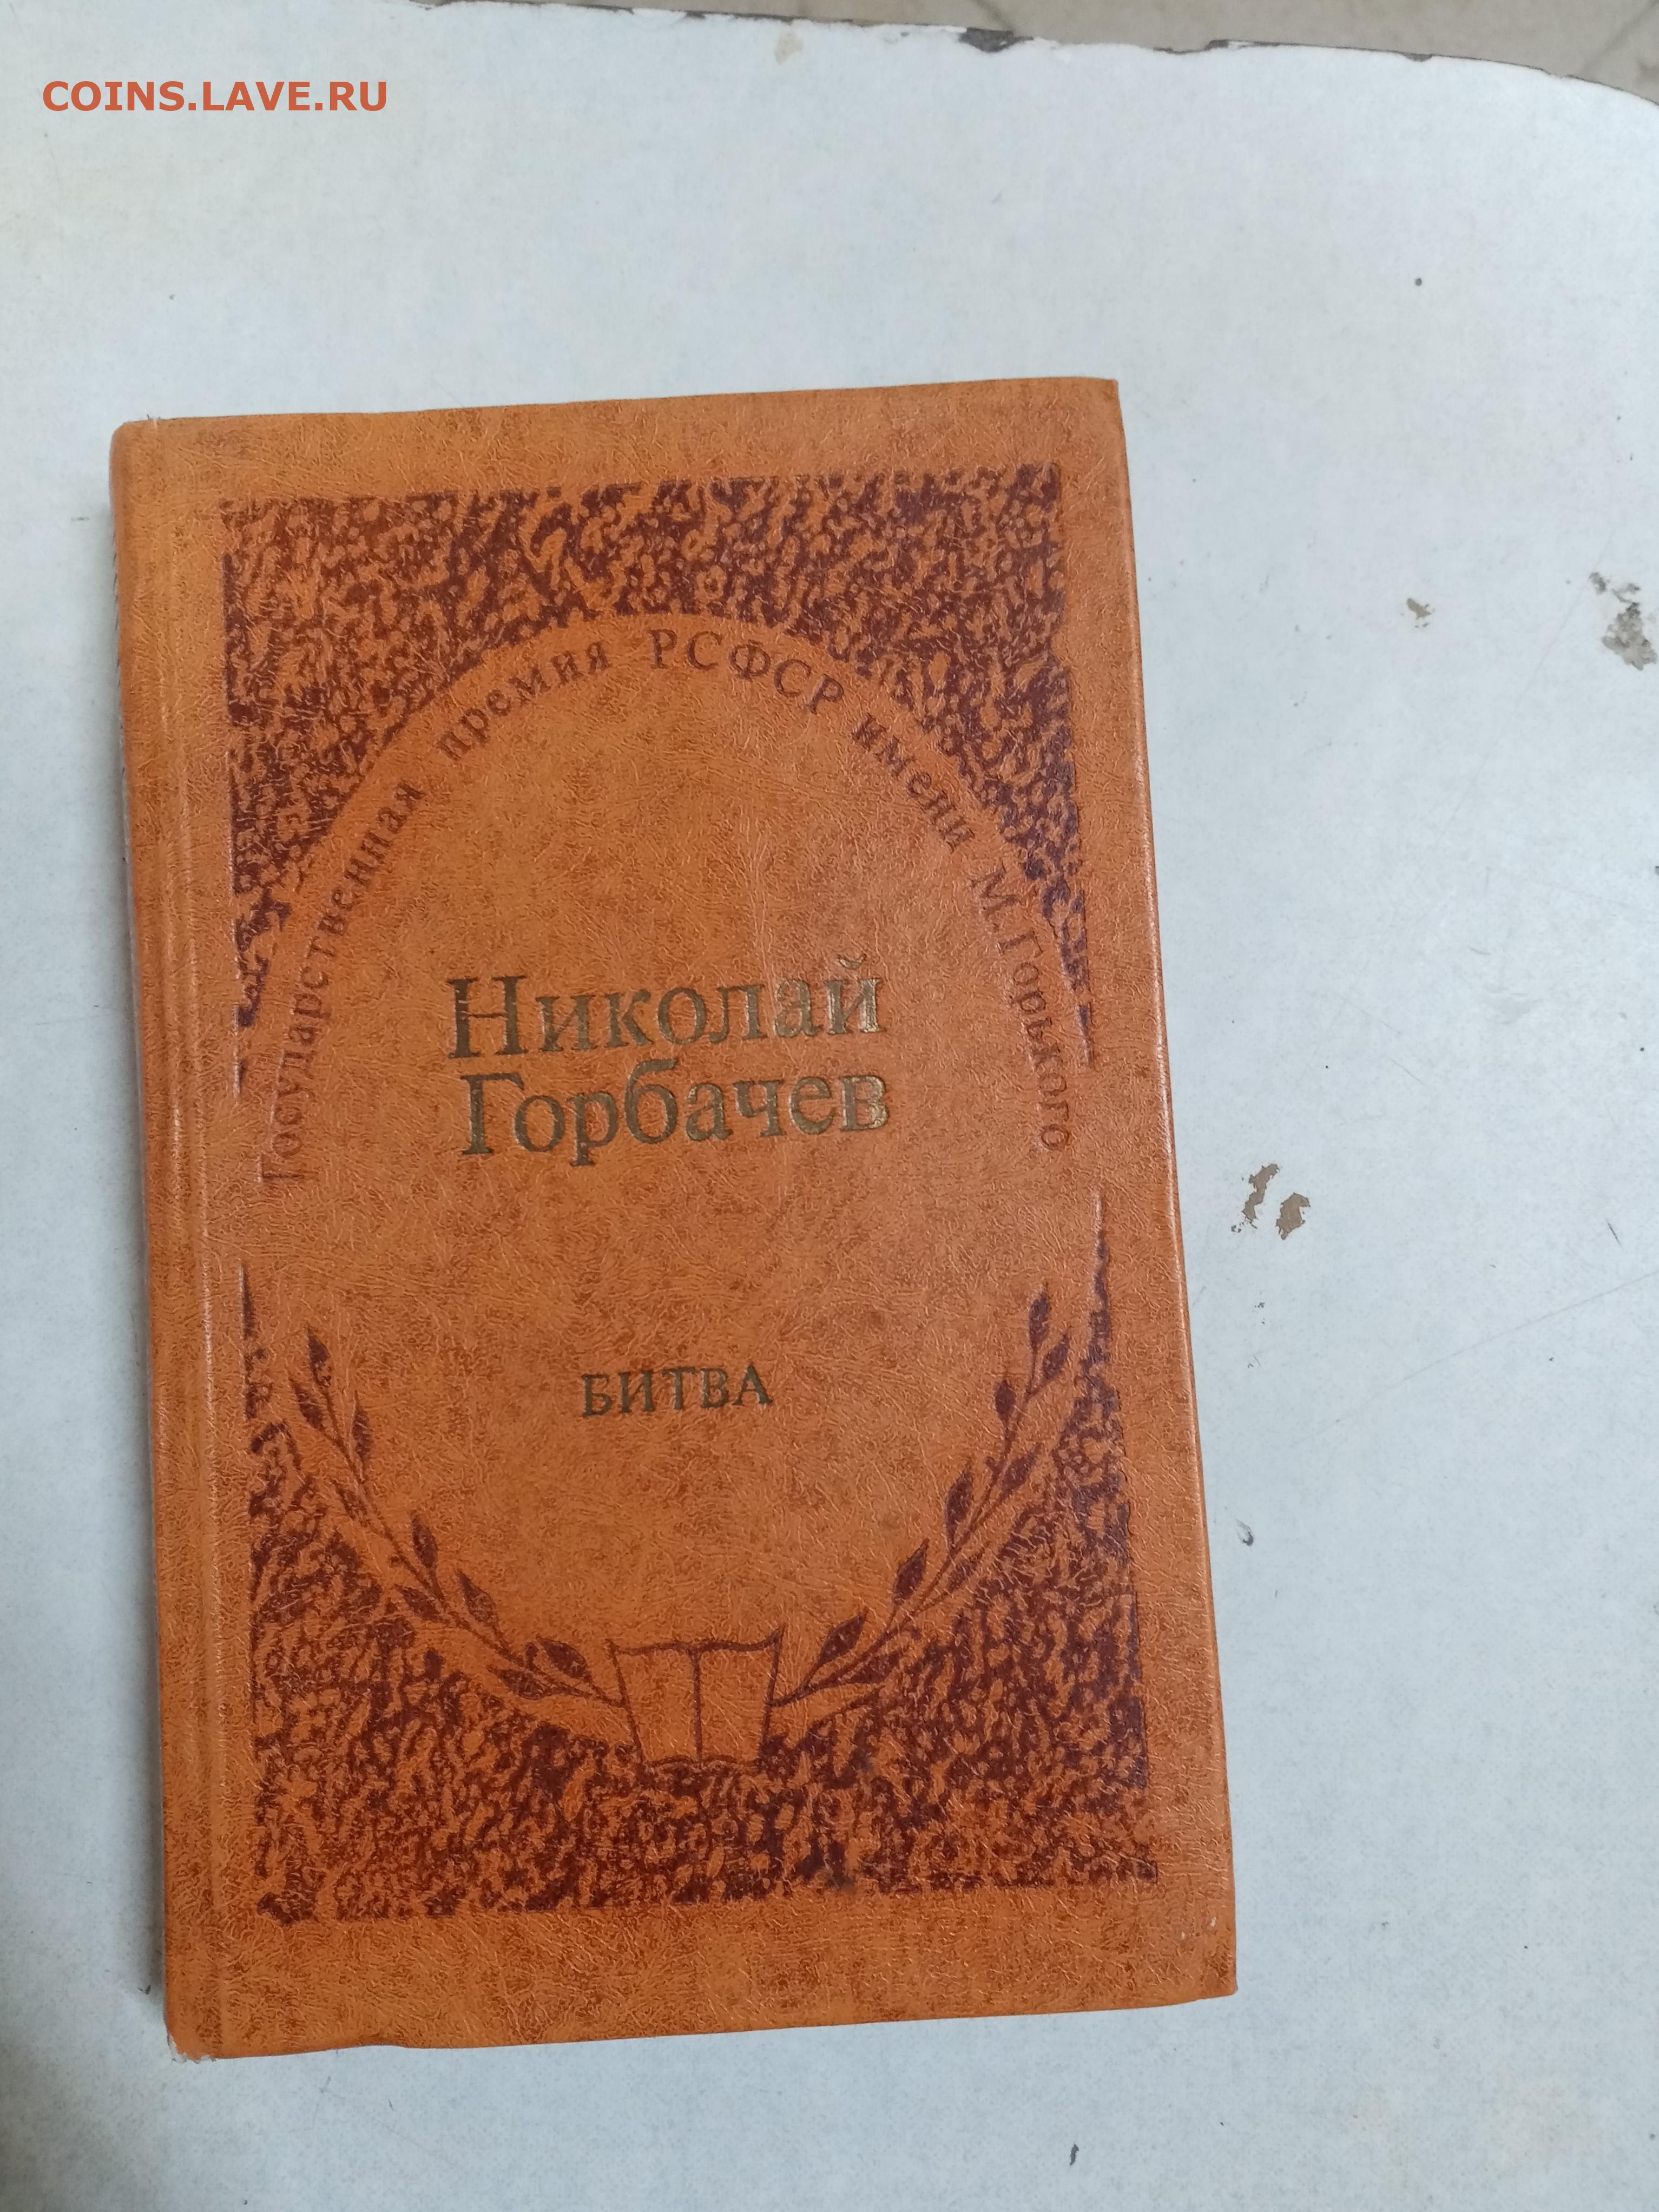 COINS.LAVE.RU
Государственная премия РСФСР имени М.Горького
Николай
Горбачев
БИТВА